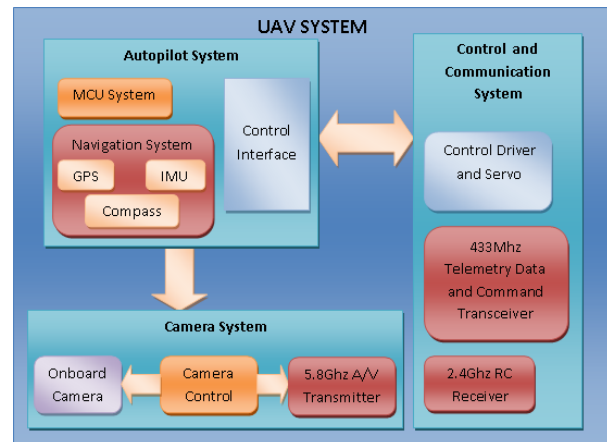 UAV SYSTEM
Autopilot System
MCU System
Navigation System
GPS
IMU
Compass
Control
Interface
Control and
Communication
System
Control Driver
and Servo
433Mhz
Telemetry Data
and Command
Transceiver
2.4Ghz RC
Receiver
Camera System
Onboard
Camera
Camera
Control
5.8Ghz A/V
Transmitter